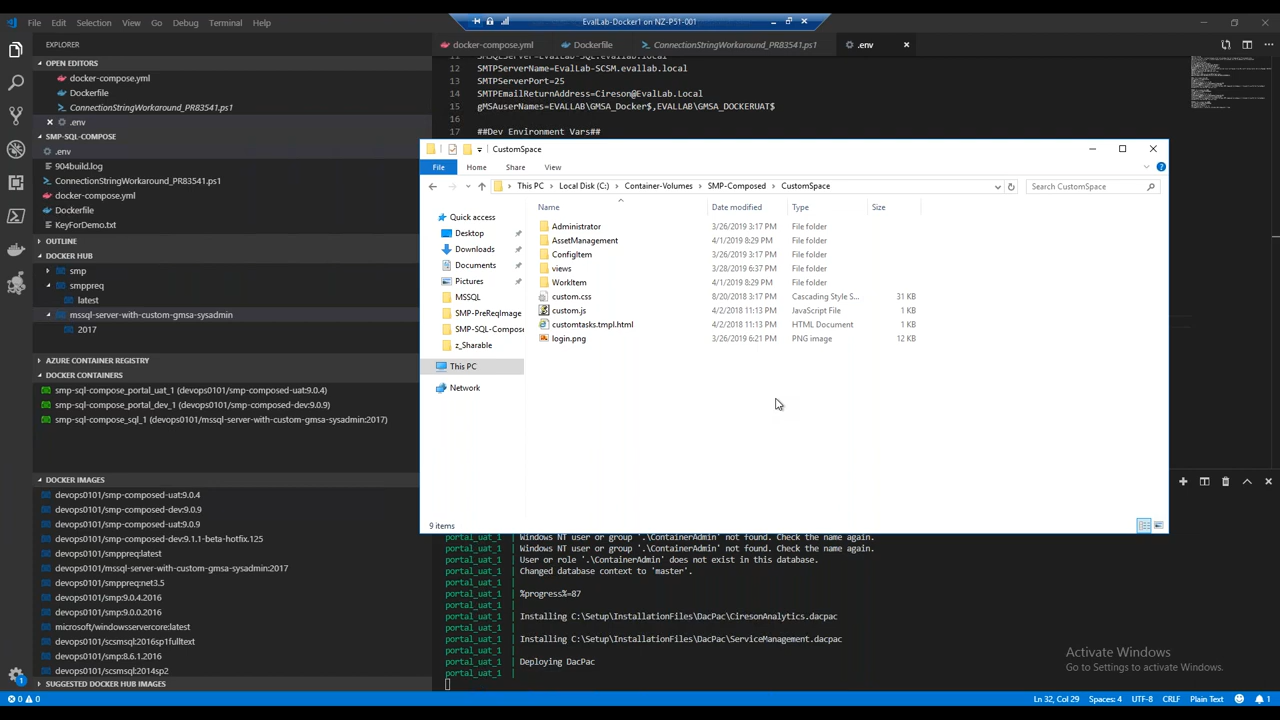 File Edit Selection View Go Debug Terminal Help
EvalLab-Docker1 on NZ-P51-001
EXPLORER
OPEN EDITORS
docker-compose.yml
Dockerfile
ConnectionStringWorkaround_PR83541.ps1
.env
SMP-SQL-COMPOSE
.env
904build.log
ConnectionStringWorkaround_PR83541.ps1
docker-compose.yml
Dockerfile
KeyForDemo.txt
OUTLINE
DOCKER HUB
smp
smppreq
latest
mssql-server-with-custom-gmsa-sysadmin
2017
AZURE CONTAINER REGISTRY
DOCKER CONTAINERS
smp-sql-compose_portal_uat_1 (devops0101/smp-composed-uat:9.0.4)
smp-sql-compose_portal_dev_1 (devops0101/smp-composed-dev:9.0.9)
smp-sql-compose_sql_1 (devops0101/mssql-server-with-custom-gmsa-sysadmin:2017)
DOCKER IMAGES
devops0101/smp-composed-uat:9.0.4
devops0101/smp-composed-dev:9.0.9
devops0101/smp-composed-uat:9.0.9
devops0101/smp-composed-dev:9.1.1-beta-hotfix.125
devops0101/smppreq:latest
devops0101/mssql-server-with-custom-gmsa-sysadmin:2017
devops0101/smppreq:net3.5
devops0101/smp:9.0.4.2016
devops0101/smp:9.0.0.2016
microsoft/windowsservercore:latest
devops0101/scsmsql:2016sp1fulltext
devops0101/smp:8.6.1.2016
devops0101/scsmsql:2014sp2
SUGGESTED DOCKER HUB IMAGES
docker-compose.yml Dockerfile ConnectionStringWorkaround_PR83541.ps1 .env
12 SMTPServerName=EvalLab-SCSM.evallab.local
13 SMTPServerPort=25
14 SMTPEmailReturnAddress=Cireson@EvalLab.Local
15 gMSAuserNames=EVALLAB\GMSA_Docker$,EVALLAB\GMSA_DOCKERUAT$
16
17 ##Dev Environment Vars##
CustomSpace
File Home Share View
This PC Local Disk (C:) Container-Volumes SMP-Composed CustomSpace
Search CustomSpace
Quick access
Desktop
Downloads
Documents
Pictures
MSSQL
SMP-PreReqImage
SMP-SQL-Compose
z_Sharable
This PC
Network
Name Date modified Type Size
Administrator 3/26/2019 3:17 PM File folder
AssetManagement 4/1/2019 8:29 PM File folder
ConfigItem 3/26/2019 3:17 PM File folder
views 3/28/2019 6:37 PM File folder
WorkItem 4/1/2019 8:29 PM File folder
custom.css 8/20/2018 3:17 PM Cascading Style S... 31 KB
custom.js 4/2/2018 11:13 PM JavaScript File 1 KB
customtasks.tmpl.html 4/2/2018 11:13 PM HTML Document 1 KB
login.png 3/26/2019 6:21 PM PNG image 12 KB
9 items
portal_uat_1 | Windows NT user or group '.\ContainerAdmin' not found. Check the name again.
portal_uat_1 | Windows NT user or group '.\ContainerAdmin' not found. Check the name again.
portal_uat_1 | User or role '.\ContainerAdmin' does not exist in this database.
portal_uat_1 | Changed database context to 'master'.
portal_uat_1 |
portal_uat_1 | %progress%=87
portal_uat_1 |
portal_uat_1 | Installing C:\Setup\InstallationFiles\DacPac\CiresonAnalytics.dacpac
portal_uat_1 |
portal_uat_1 | Installing C:\Setup\InstallationFiles\DacPac\ServiceManagement.dacpac
portal_uat_1 |
portal_uat_1 | Deploying DacPac
portal_uat_1 |
Activate Windows
Go to Settings to activate Windows.
1
0 0
Ln 32, Col 29 Spaces: 4 UTF-8 CRLF Plain Text 1